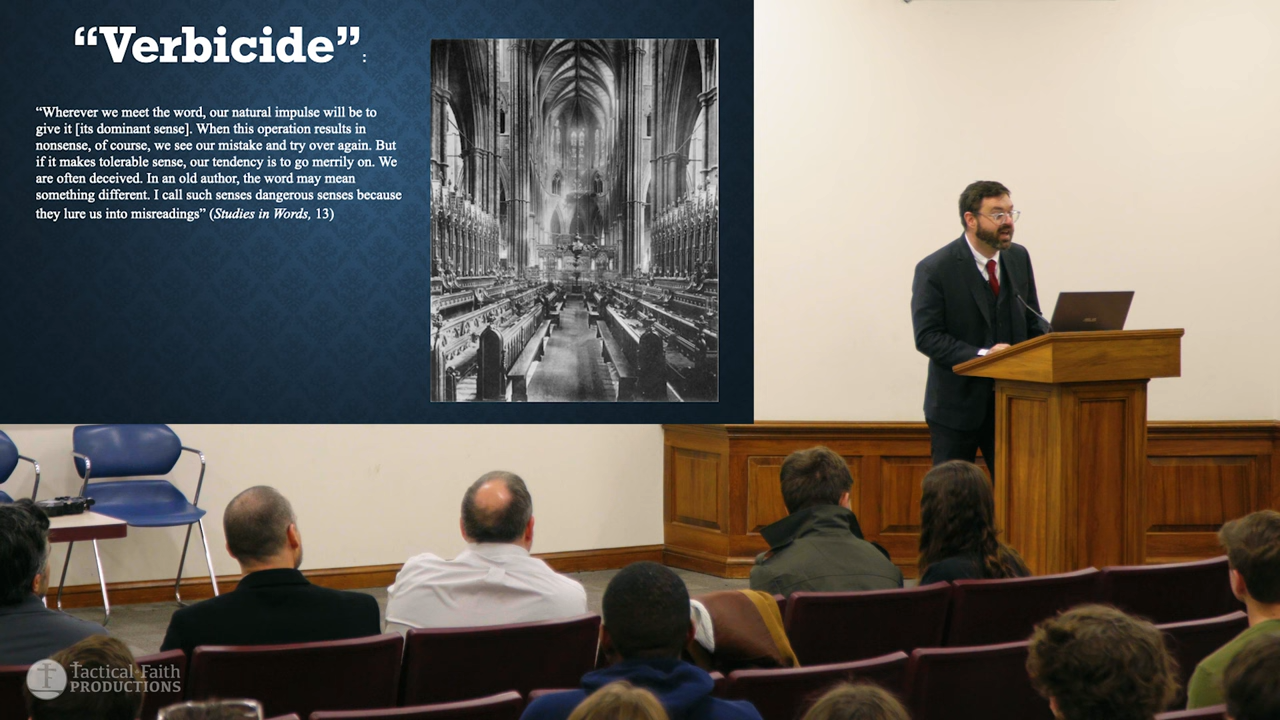 “Verbicide”:
“Wherever we meet the word, our natural impulse will be to
give it [its dominant sense]. When this operation results in
nonsense, of course, we see our mistake and try over again. But
if it makes tolerable sense, our tendency is to go merrily on. We
are often deceived. In an old author, the word may mean
something different. I call such senses dangerous senses because
they lure us into misreadings” (Studies in Words, 13)
ASUS
Tactical Faith
PRODUCTIONS